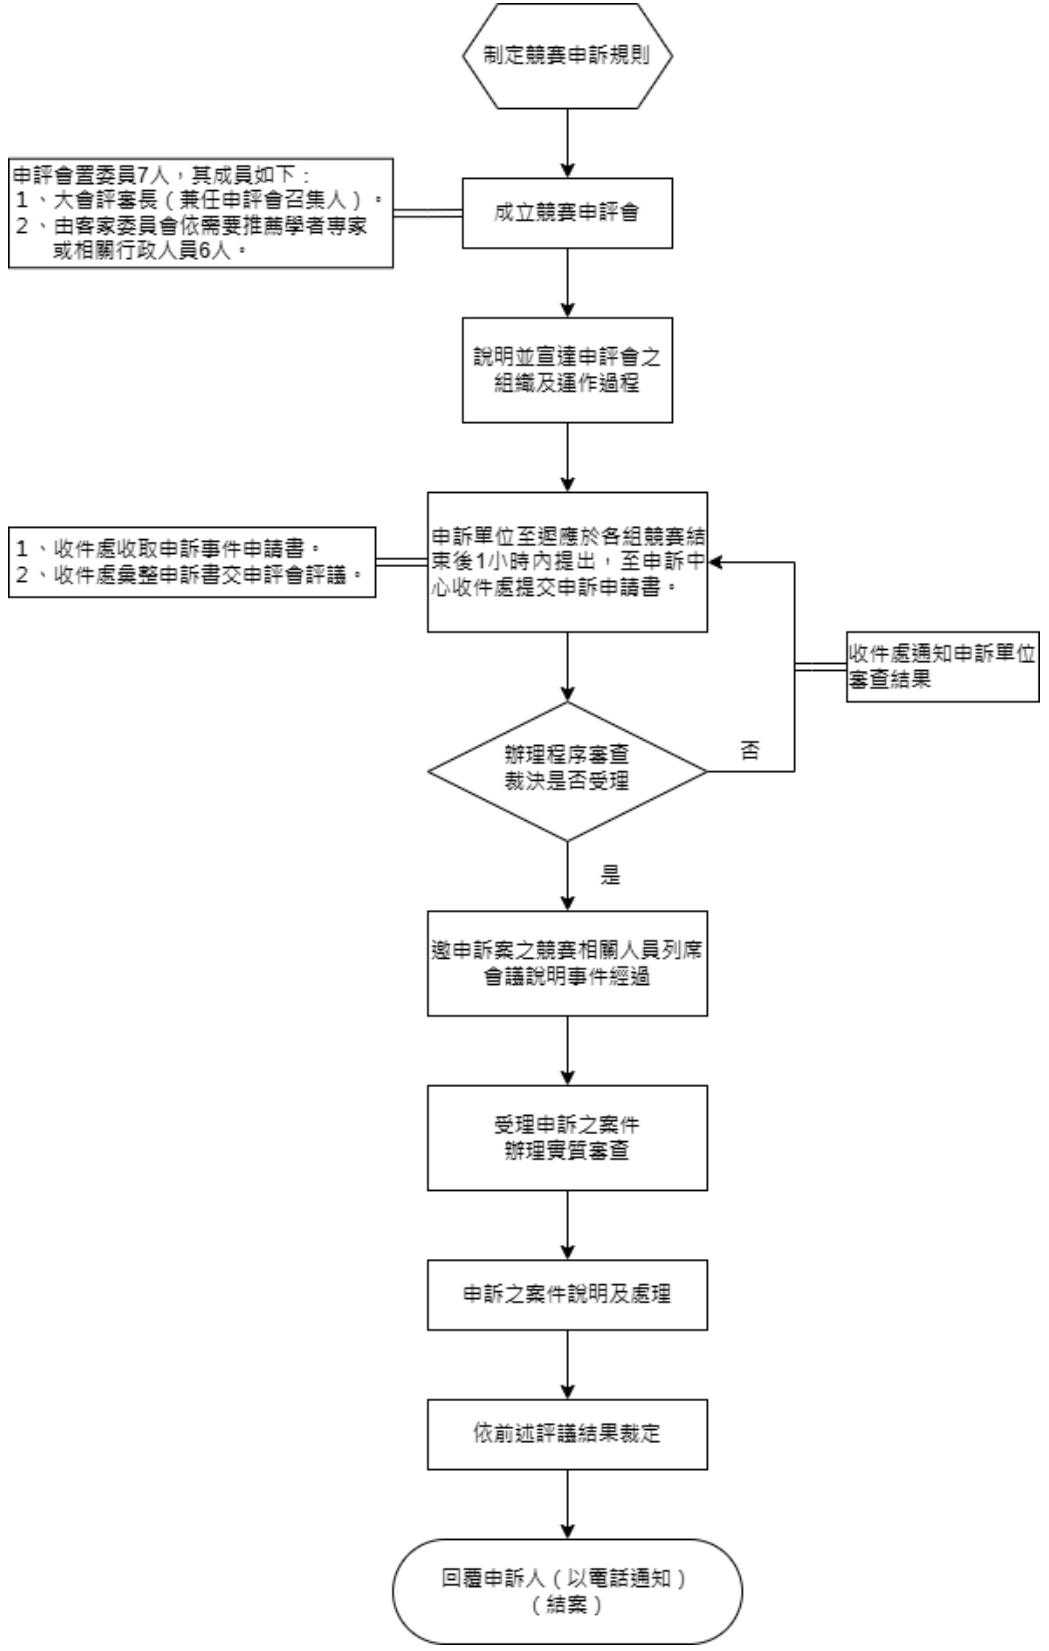 制定競賽申訴規則
申評會置委員7人，其成員如下：
1、大會評審長（兼任申評會召集人）。
2、由客家委員會依需要推薦學者專家
或相關行政人員6人。
成立競賽申評會
說明並宣達申評會之
組織及運作過程
申訴單位至遲應於各組競賽結
束後1小時內提出，至申訴中
心收件處提交申訴申請書。
1、收件處收取申訴事件申請書。
2、收件處彙整申訴書交申評會評議。
收件處通知申訴單位
審查結果
辦理程序審查
裁決是否受理
否
是
邀申訴案之競賽相關人員列席
會議說明事件經過
受理申訴之案件
辦理實質審查
申訴之案件說明及處理
依前述評議結果裁定
回覆申訴人（以電話通知）
（結案）